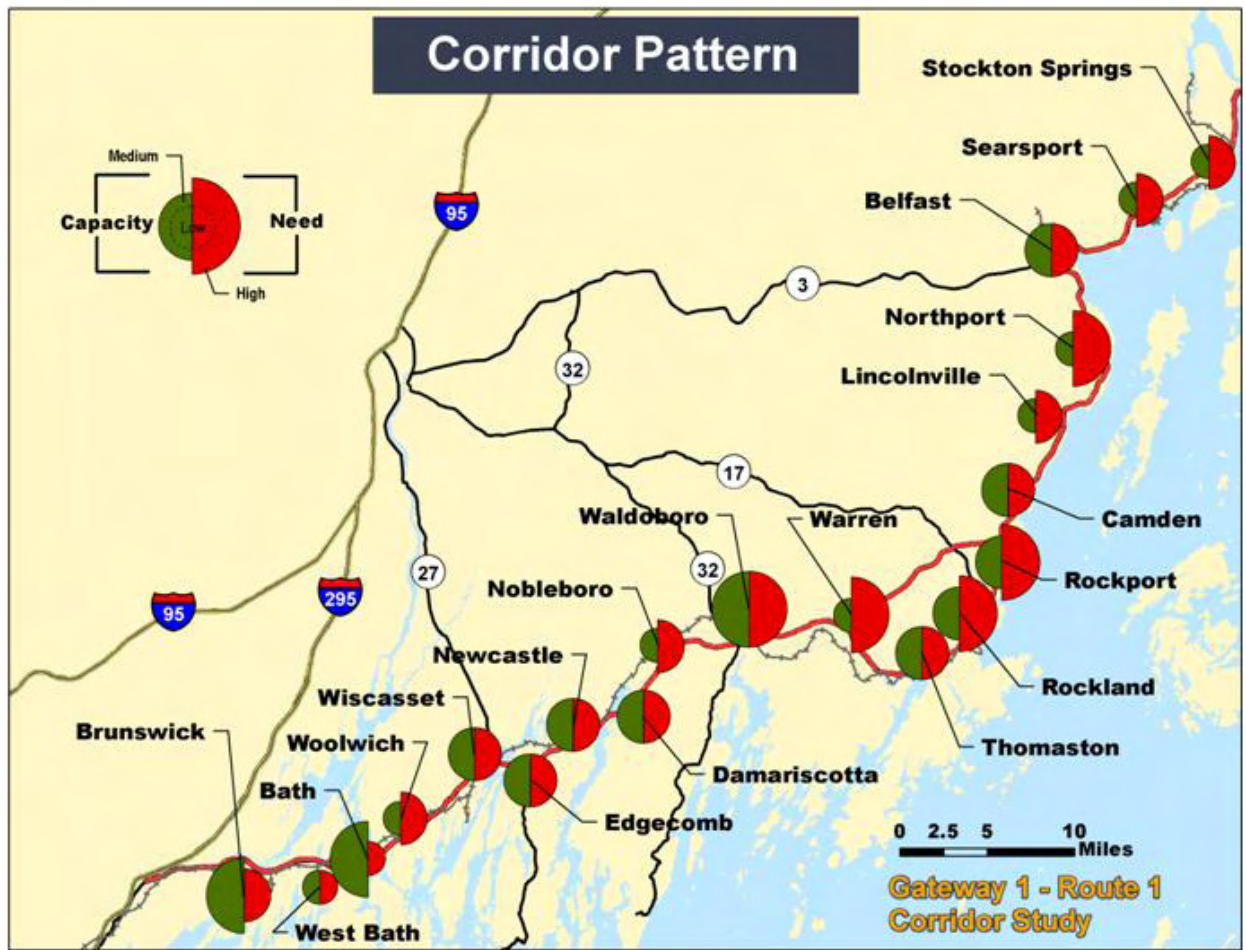 Corridor Pattern
Stockton Springs
Searsport
Belfast
Medium
Capacity
Low
Need
High
95
3
Northport
32
Lincolnville
17
Waldoboro
Warren
Camden
27
32
Rockport
95
295
Nobleboro
Newcastle
Rockland
Wiscasset
Brunswick
Woolwich
Thomaston
Bath
Damariscotta
Edgecomb
0 2.5 5 10
Miles
Gateway 1 - Route 1
Corridor Study
West Bath